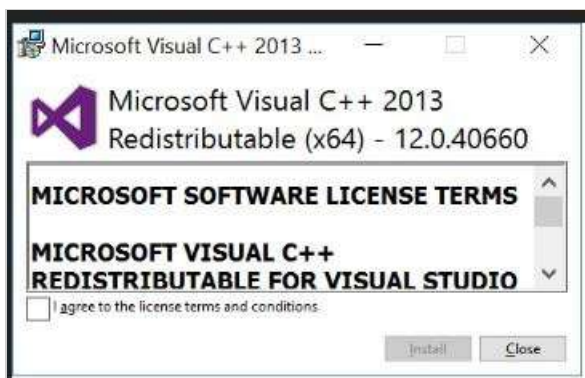 Microsoft Visual C++ 2013 ...
Microsoft Visual C++ 2013
Redistributable (x64) - 12.0.40660
MICROSOFT SOFTWARE LICENSE TERMS
MICROSOFT VISUAL C++
REDISTRIBUTABLE FOR VISUAL STUDIO
I agree to the license terms and conditions
Install Close